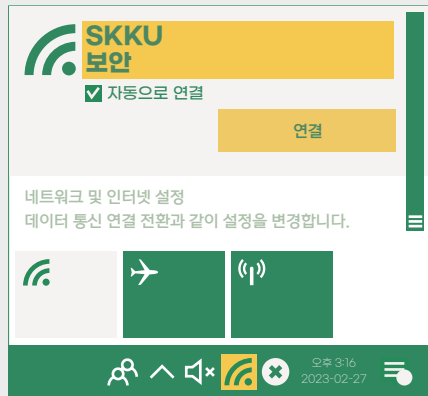 SKKU
보안
자동으로 연결
연결
네트워크 및 인터넷 설정
데이터 통신 연결 전환과 같이 설정을 변경합니다.
오후 3:16
2023-02-27